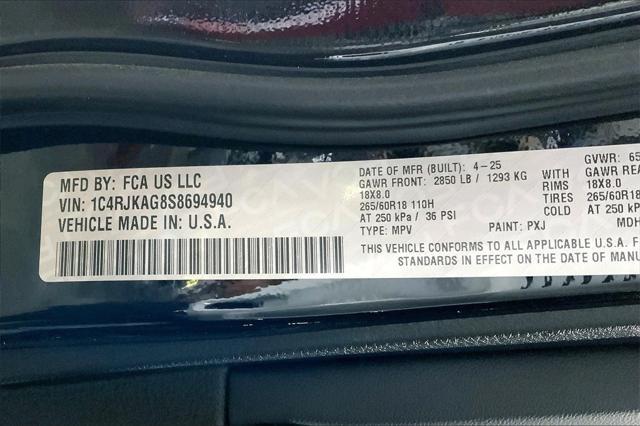 MFD BY: FCA US LLC
VIN: 1C4RJKAG8S8694940
VEHICLE MADE IN U.S.A.
DATE OF MFR (BUILT): 4-25
GAWR FRONT: 2850 LB / 1293 KG WITH
18X8.0 RIMS
265/60R18 110H TIRES
AT 250 kPa / 36 PSI COLD
TYPE: MPV PAINT: PXJ MDH
GVWR: 65
GAWR REA
18X8.0
265/60R18
AT 250 kPa
THIS VEHICLE CONFORMS TO ALL APPLICABLE U.S.A. F
STANDARDS IN EFFECT ON THE DATE OF MANU